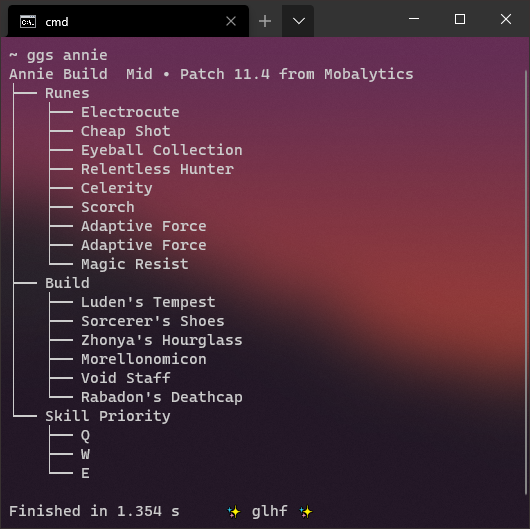 cmd
~ ggs annie
Annie Build  Mid • Patch 11.4 from Mobalytics
├── Runes
│   ├── Electrocute
│   ├── Cheap Shot
│   ├── Eyeball Collection
│   ├── Relentless Hunter
│   ├── Celerity
│   ├── Scorch
│   ├── Adaptive Force
│   ├── Adaptive Force
│   └── Magic Resist
├── Build
│   ├── Luden's Tempest
│   ├── Sorcerer's Shoes
│   ├── Zhonya's Hourglass
│   ├── Morellonomicon
│   ├── Void Staff
│   └── Rabadon's Deathcap
└── Skill Priority
    ├── Q
    ├── W
    └── E
Finished in 1.354 s     ✨ glhf ✨